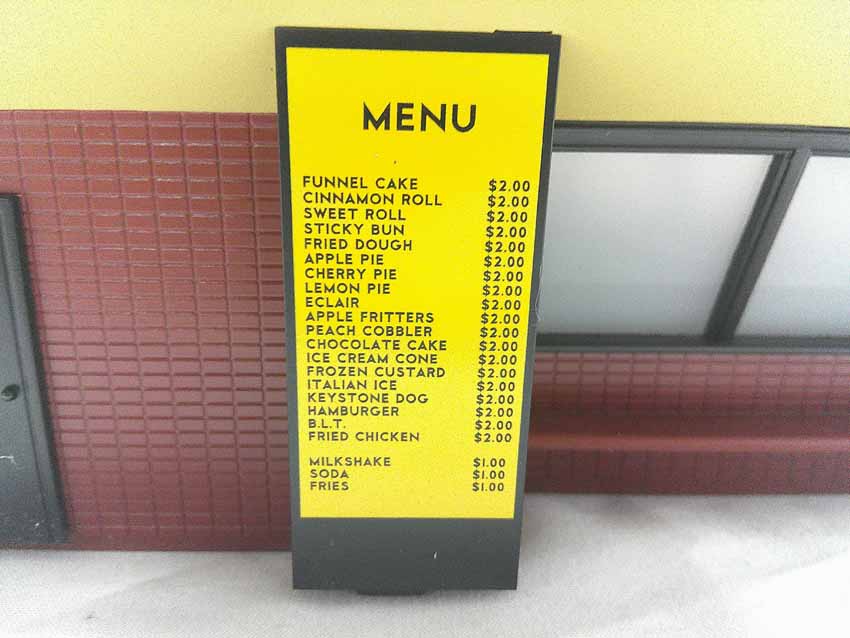 MENU
FUNNEL CAKE $2.00
CINNAMON ROLL $2.00
SWEET ROLL $2.00
STICKY BUN $2.00
FRIED DOUGH $2.00
APPLE PIE $2.00
CHERRY PIE $2.00
LEMON PIE $2.00
ECLAIR $2.00
APPLE FRITTERS $2.00
PEACH COBBLER $2.00
CHOCOLATE CAKE $2.00
ICE CREAM CONE $2.00
FROZEN CUSTARD $2.00
ITALIAN ICE $2.00
KEYSTONE DOG $2.00
HAMBURGER $2.00
B.L.T. $2.00
FRIED CHICKEN $2.00
MILKSHAKE $1.00
SODA $1.00
FRIES $1.00